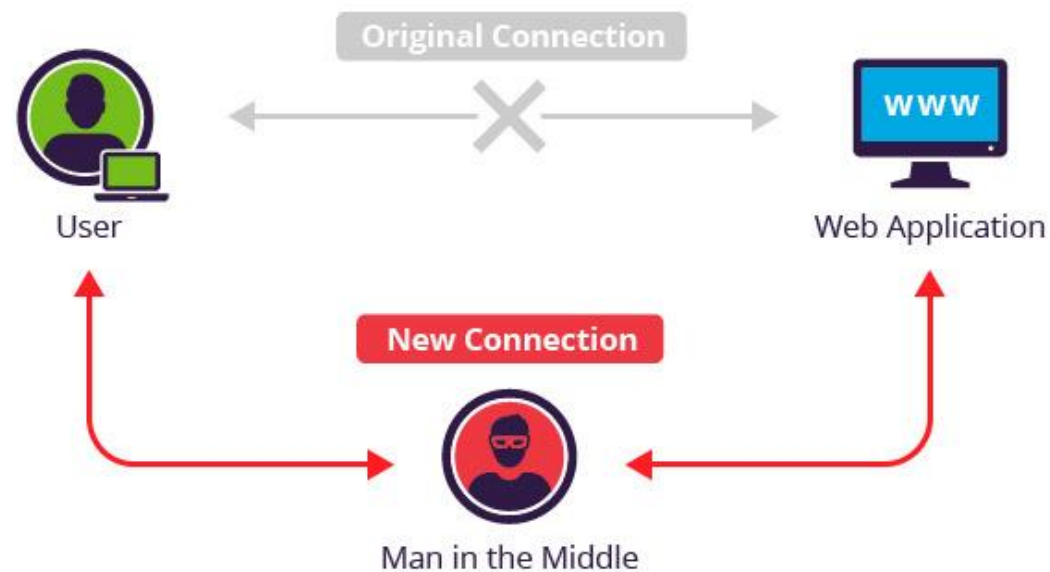 Original Connection
www
User
Web Application
New Connection
Man in the Middle